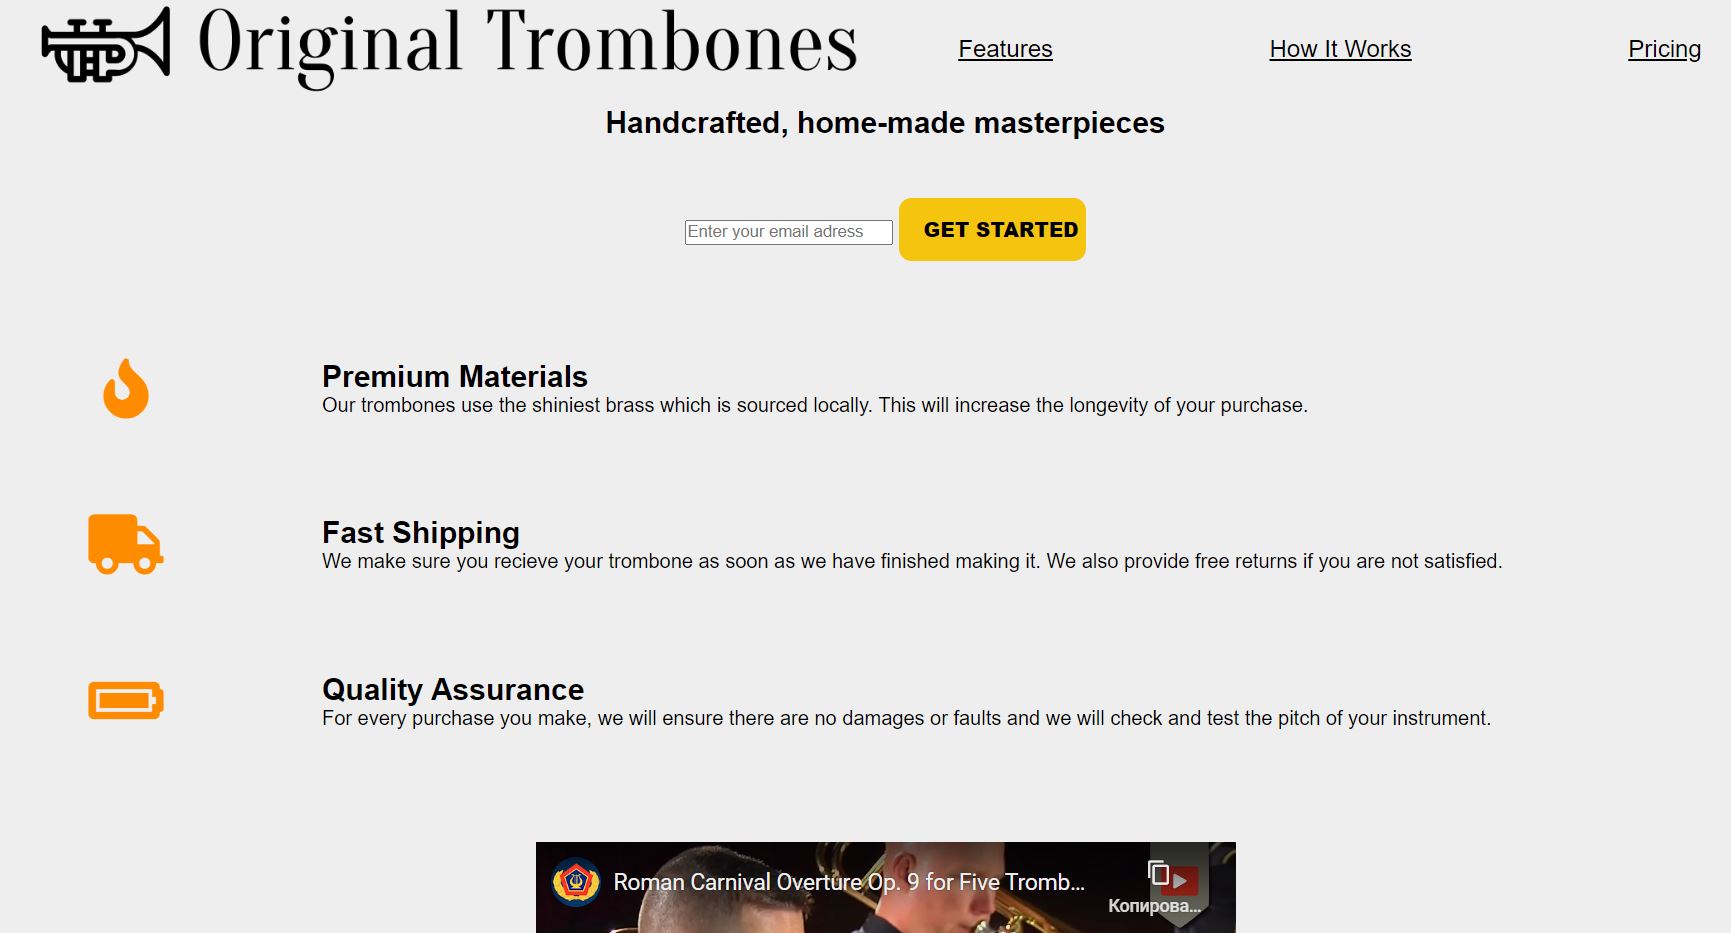 Original Trombones
Features
How It Works
Pricing
Handcrafted, home-made masterpieces
Enter your email adress
GET STARTED
Premium Materials
Our trombones use the shiniest brass which is sourced locally. This will increase the longevity of your purchase.
Fast Shipping
We make sure you recieve your trombone as soon as we have finished making it. We also provide free returns if you are not satisfied.
Quality Assurance
For every purchase you make, we will ensure there are no damages or faults and we will check and test the pitch of your instrument.
Roman Carnival Overture Op. 9 for Five Tromb...
Копирова...